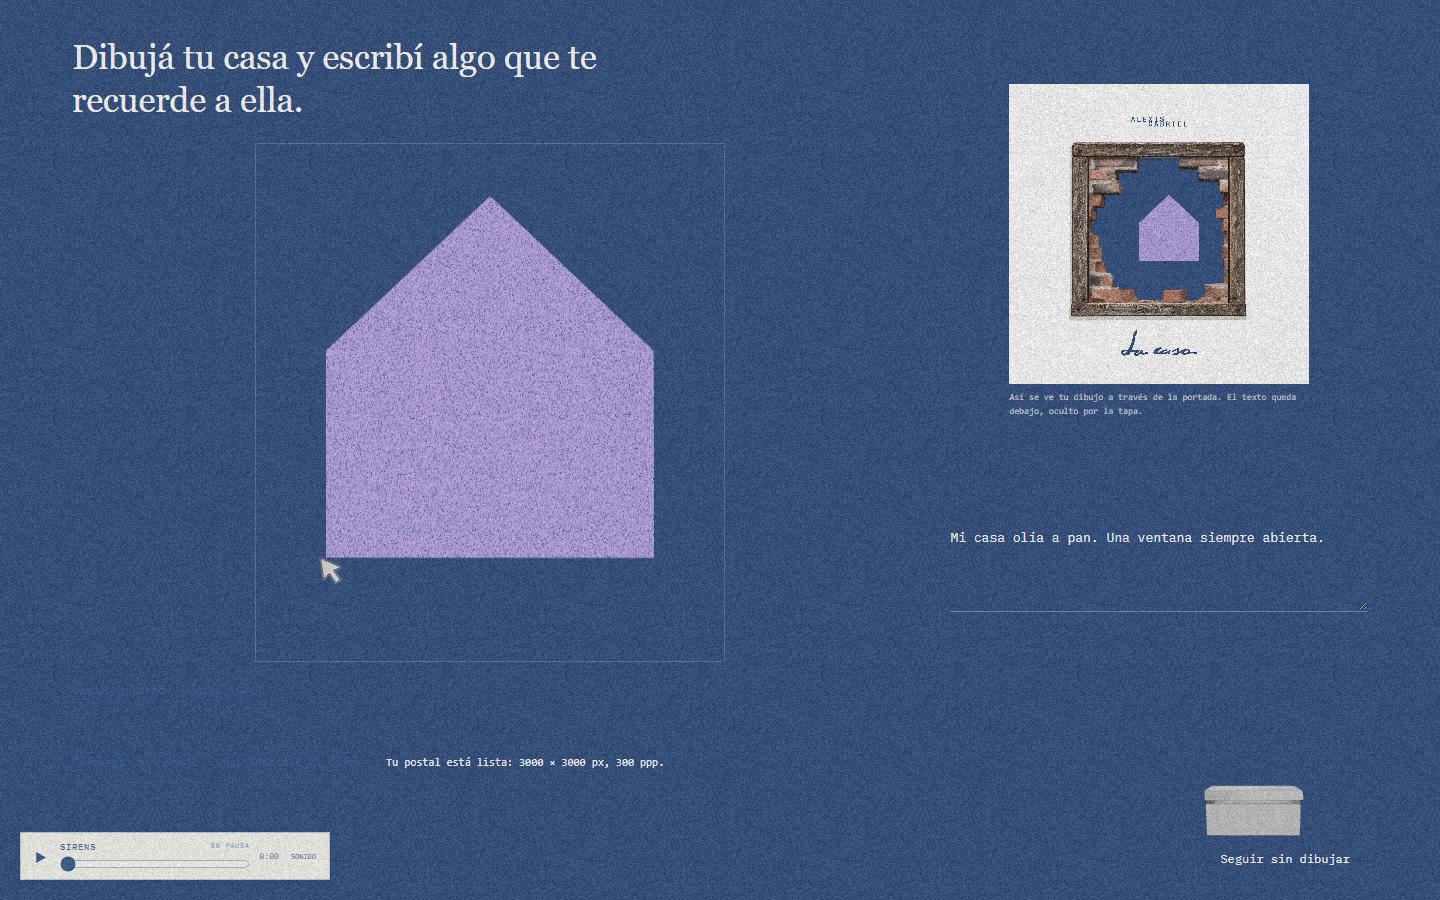 Dibujá tu casa y escribí algo que te
recuerde a ella.
ALEXIS
GABRIEL
La casa
Así se ve tu dibujo a través de la portada. El texto queda
debajo, oculto por la tapa.
Mi casa olía a pan. Una ventana siempre abierta.
Tu postal está lista: 3000 × 3000 px, 300 ppp.
SIRENS
EN PAUSA
0:00
SONIDO
Seguir sin dibujar